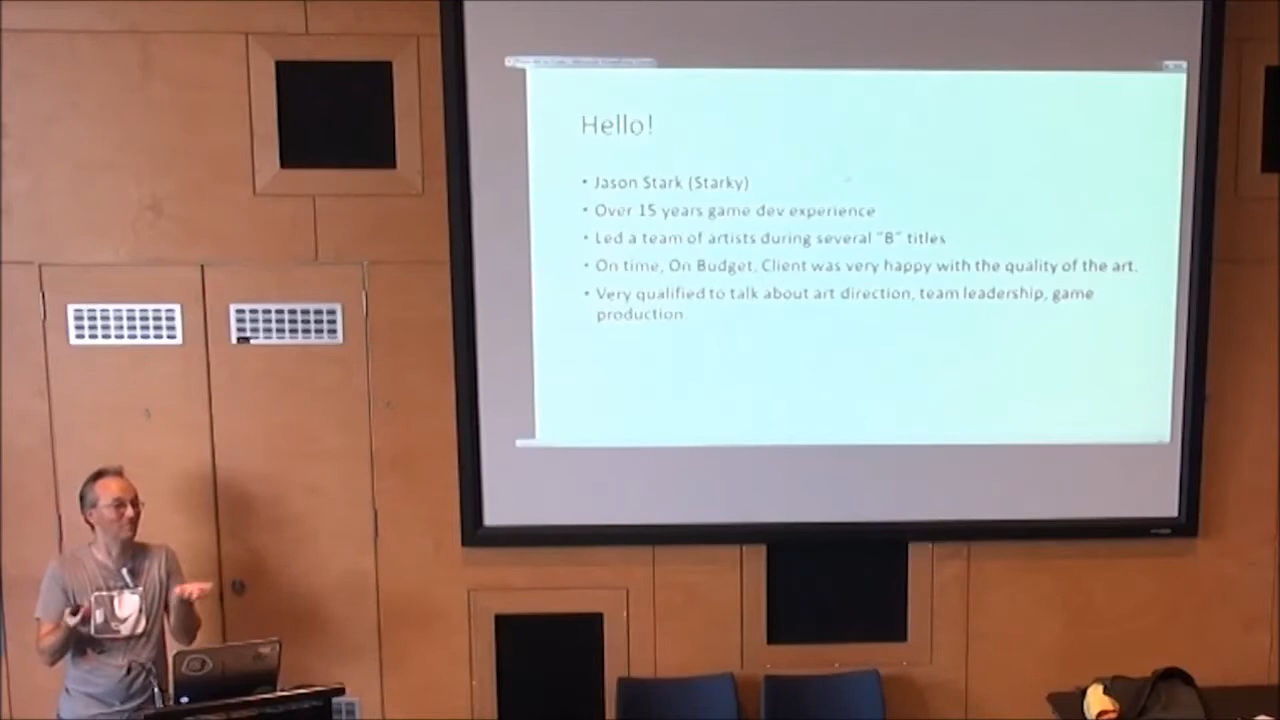 Hello!
• Jason Stark (Starky)
• Over 15 years game dev experience
• Led a team of artists during several "B" titles
• On time, On Budget, Client was very happy with the quality of the art.
• Very qualified to talk about art direction, team leadership, game
production.